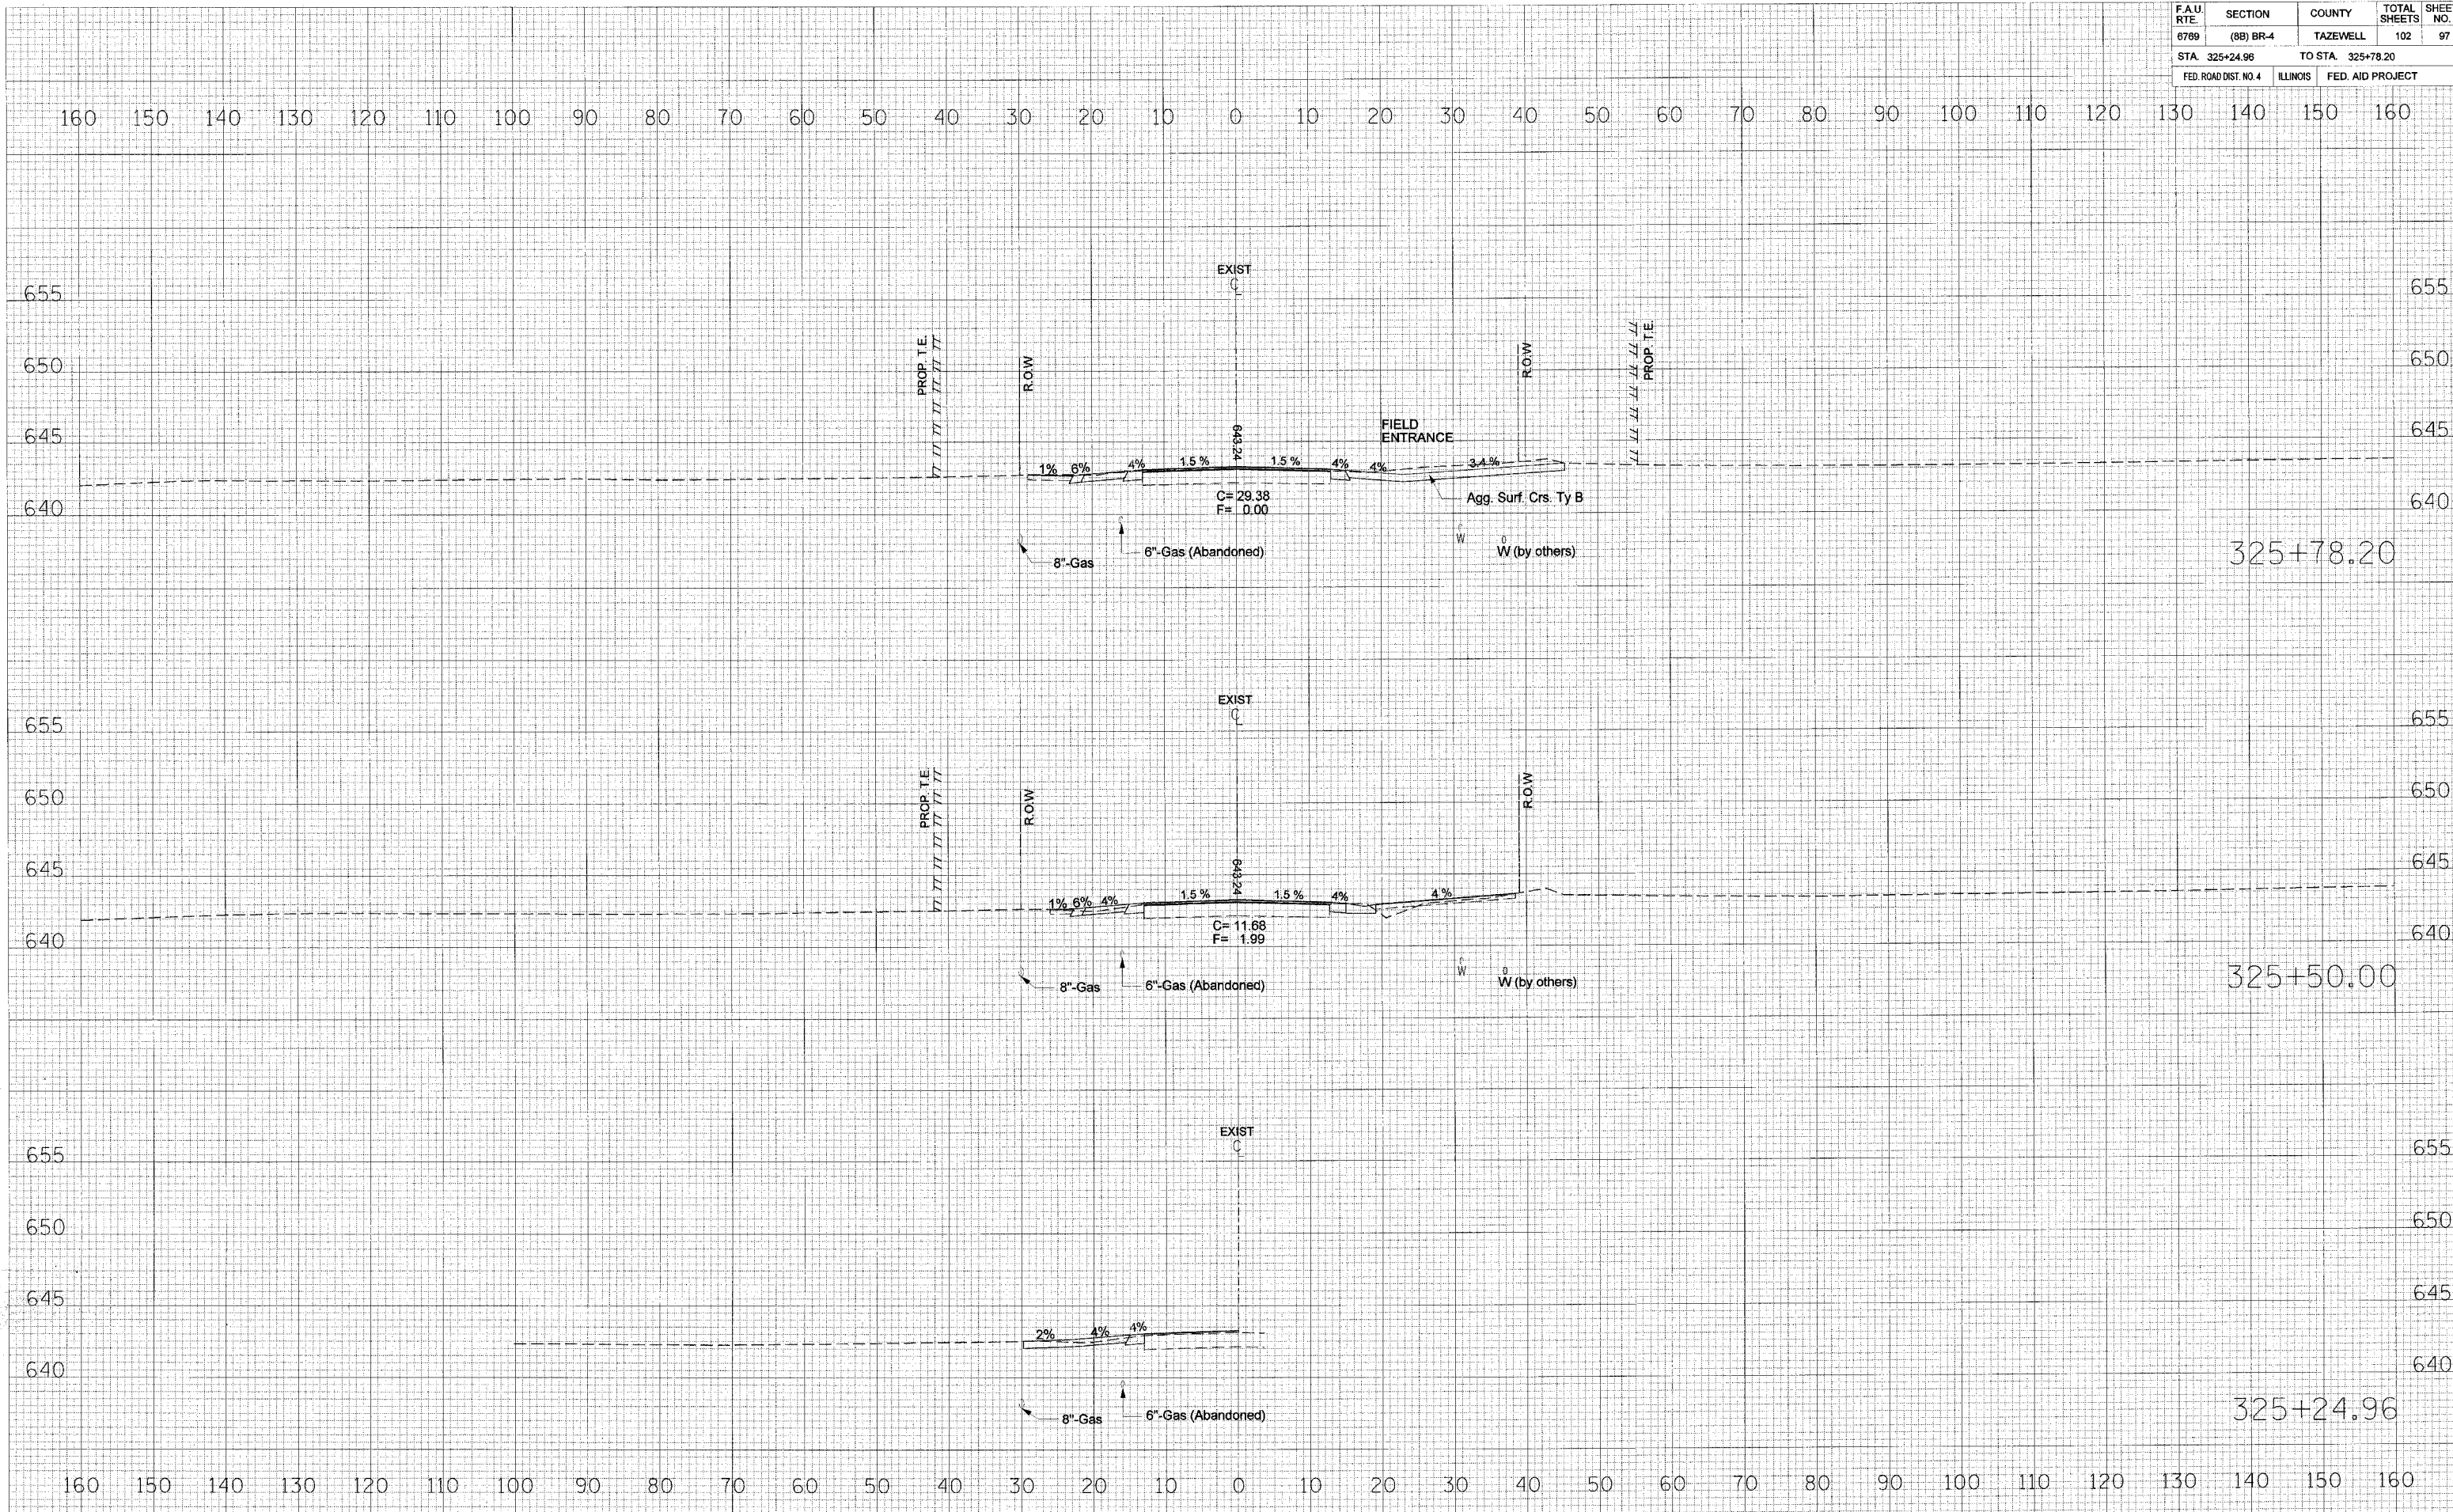 F.A.U. RTE. SECTION COUNTY TOTAL SHEETS SHEE NO.
6769 (8B) BR-4 TAZEWELL 102 97
STA. 325+24.96 TO STA. 325+78.20
FED. ROAD DIST. NO. 4 ILLINOIS FED. AID PROJECT
160 150 140 130 120 110 100 90 80 70 60 50 40 30 20 10 0 10 20 30 40 50 60 70 80 90 100 110 120 130 140 150 160
EXIST
CL
655 655
PROP. T.E. R.O.W R.O.W PROP. T.E.
650 650
645 645
643.24
FIELD
ENTRANCE
1% 6% 4% 1.5 % 1.5 % 4% 4% 3.4 %
C= 29.38
F= 0.00
Agg. Surf. Crs. Ty B
640 640
8"-Gas
6"-Gas (Abandoned)
W
W (by others)
325+78.20
EXIST
CL
655 655
PROP. T.E. R.O.W R.O.W
650 650
645 645
643.24
1% 6% 4% 1.5 % 1.5 % 4% 4 %
C= 11.68
F= 1.99
640 640
8"-Gas
6"-Gas (Abandoned)
W
W (by others)
325+50.00
EXIST
CL
655 655
650 650
645 645
2% 4% 4%
640 640
8"-Gas
6"-Gas (Abandoned)
325+24.96
160 150 140 130 120 110 100 90 80 70 60 50 40 30 20 10 0 10 20 30 40 50 60 70 80 90 100 110 120 130 140 150 160